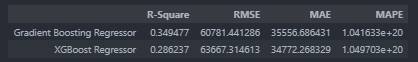 R-Square RMSE MAE MAPE
Gradient Boosting Regressor 0.349477 60781.441286 35556.686431 1.041633e+20
XGBoost Regressor 0.286237 63667.314613 34772.268329 1.049703e+20